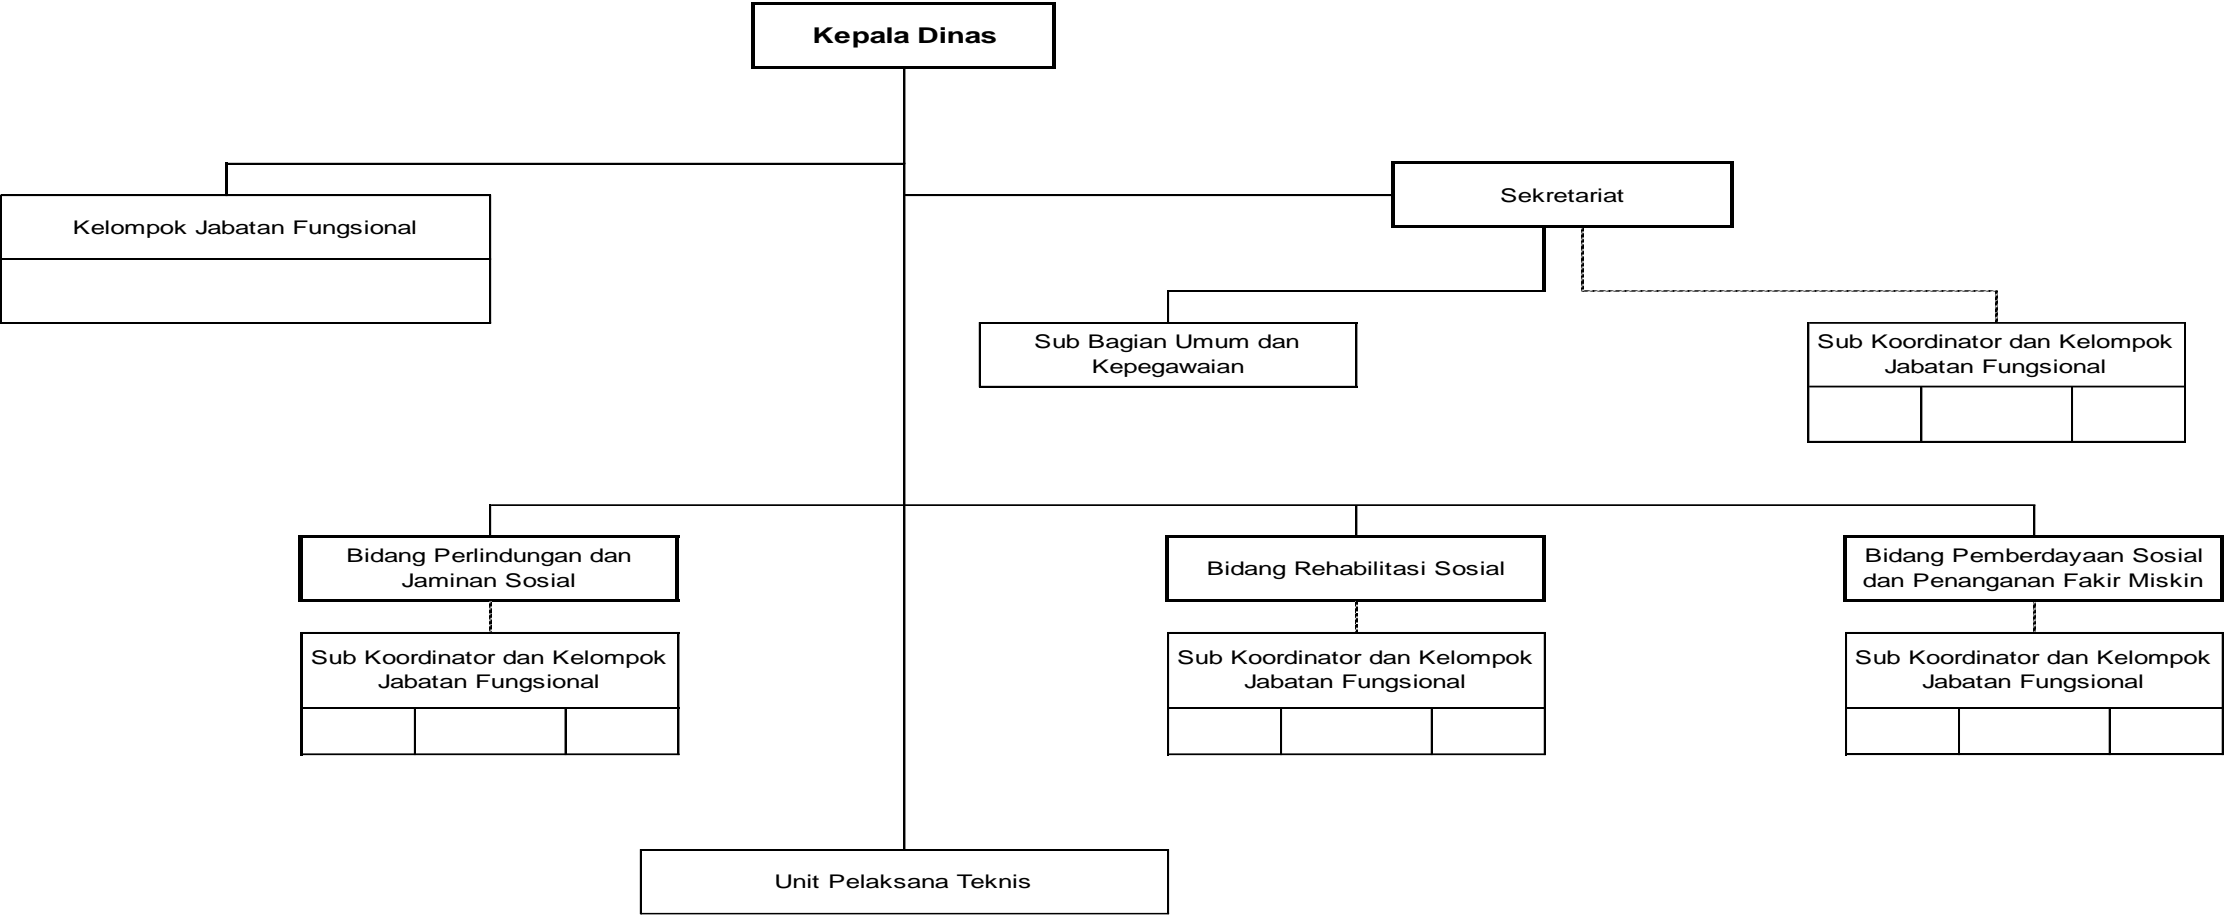 Kepala Dinas
Sekretariat
Kelompok Jabatan Fungsional
Sub Bagian Umum dan
Kepegawaian
Sub Koordinator dan Kelompok
Jabatan Fungsional
Bidang Perlindungan dan
Jaminan Sosial
Bidang Rehabilitasi Sosial
Bidang Pemberdayaan Sosial
dan Penanganan Fakir Miskin
Sub Koordinator dan Kelompok
Jabatan Fungsional
Sub Koordinator dan Kelompok
Jabatan Fungsional
Sub Koordinator dan Kelompok
Jabatan Fungsional
Unit Pelaksana Teknis